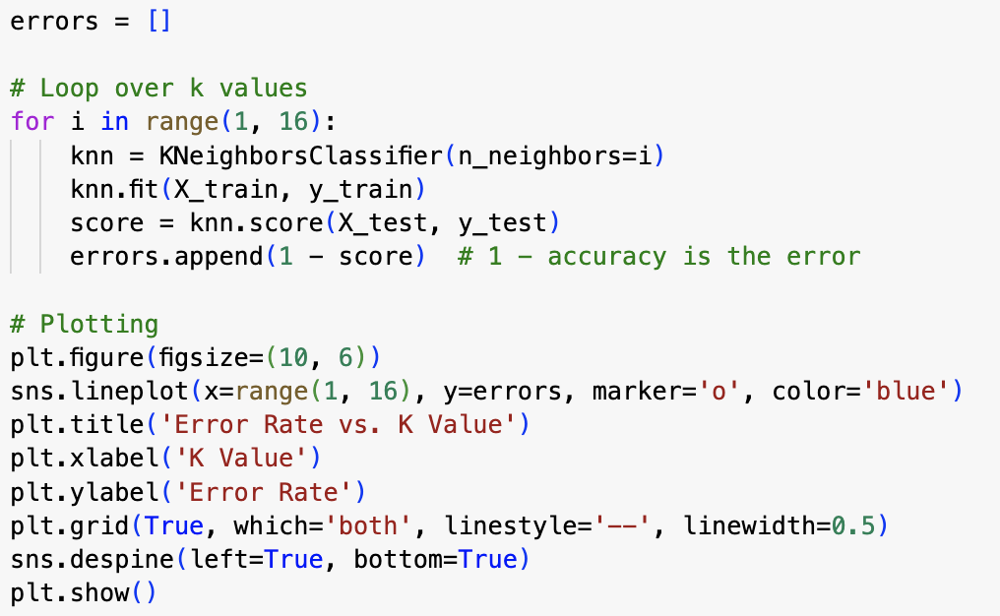 errors = []
# Loop over k values
for i in range(1, 16):
    knn = KNeighborsClassifier(n_neighbors=i)
    knn.fit(X_train, y_train)
    score = knn.score(X_test, y_test)
    errors.append(1 - score)  # 1 - accuracy is the error
# Plotting
plt.figure(figsize=(10, 6))
sns.lineplot(x=range(1, 16), y=errors, marker='o', color='blue')
plt.title('Error Rate vs. K Value')
plt.xlabel('K Value')
plt.ylabel('Error Rate')
plt.grid(True, which='both', linestyle='--', linewidth=0.5)
sns.despine(left=True, bottom=True)
plt.show()